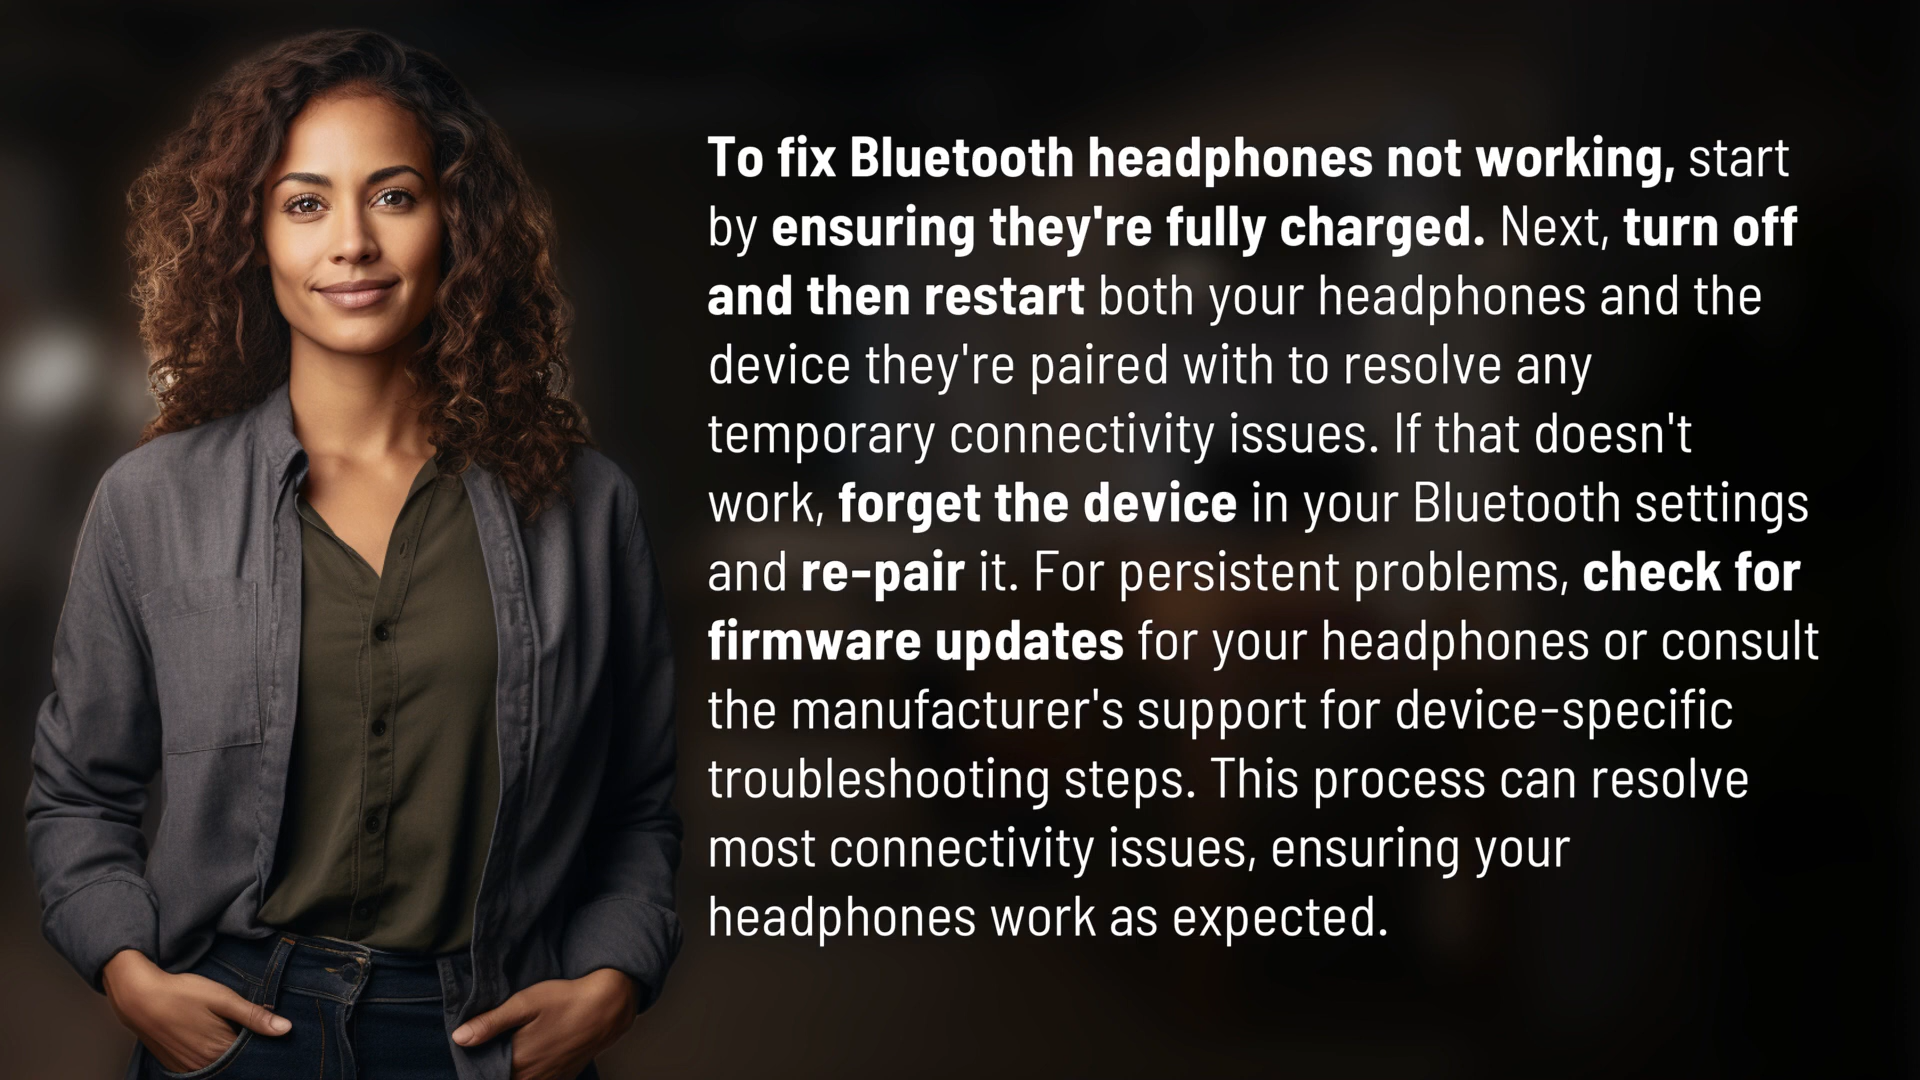 To fix Bluetooth headphones not working, start
by ensuring they're fully charged. Next, turn off
and then restart both your headphones and the
device they're paired with to resolve any
temporary connectivity issues. If that doesn't
work, forget the device in your Bluetooth settings
and re-pair it. For persistent problems, check for
firmware updates for your headphones or consult
the manufacturer's support for device-specific
troubleshooting steps. This process can resolve
most connectivity issues, ensuring your
headphones work as expected.